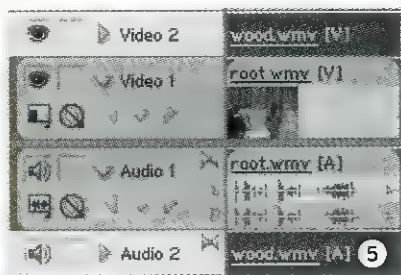 Video 2
wood.wmv [V]
Video 1
root.wmv [V]
Audio 1
root.wmv [A]
Audio 2
wood.wmv [A]
5